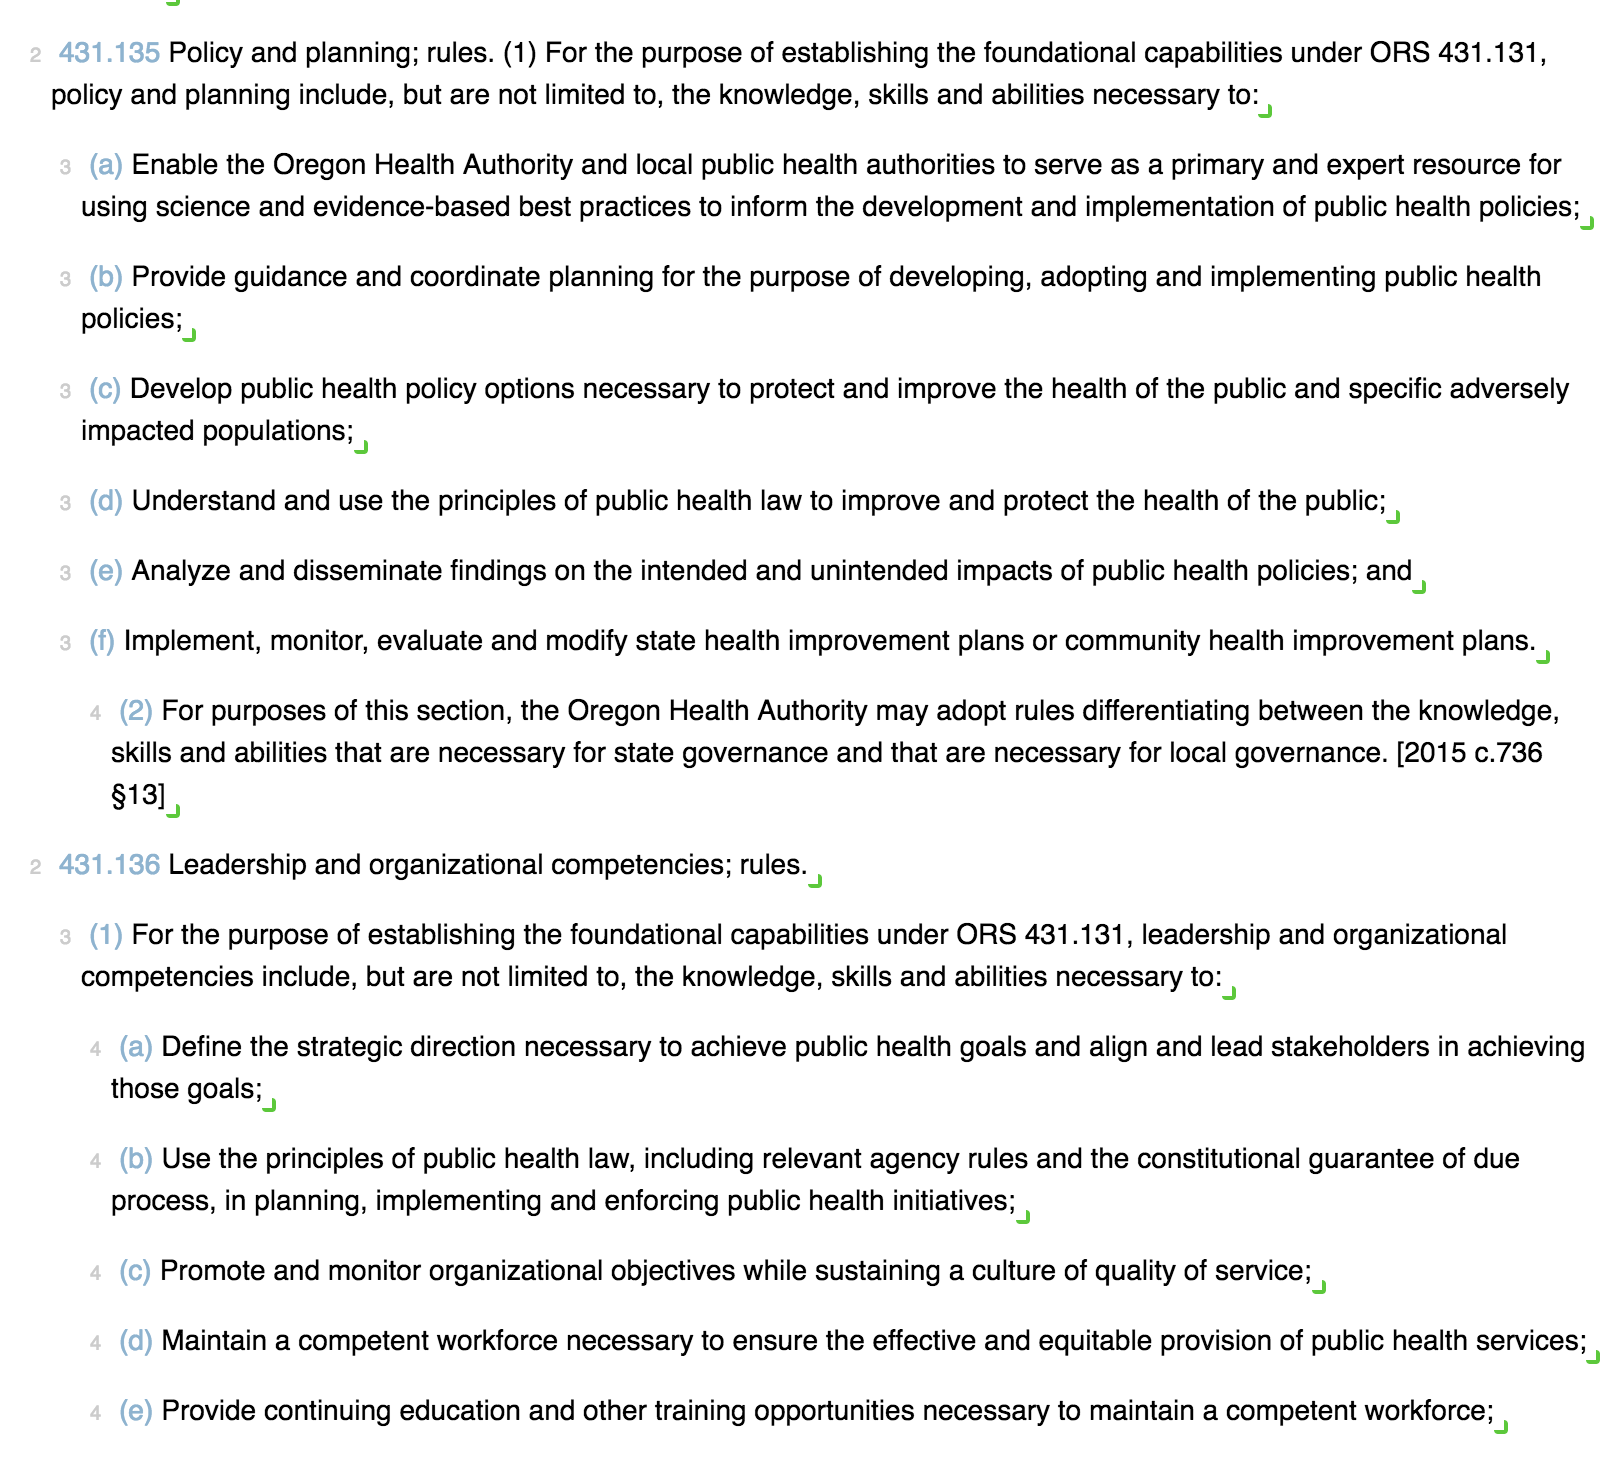 2 431.135 Policy and planning; rules. (1) For the purpose of establishing the foundational capabilities under ORS 431.131,
policy and planning include, but are not limited to, the knowledge, skills and abilities necessary to:
3 (a) Enable the Oregon Health Authority and local public health authorities to serve as a primary and expert resource for
using science and evidence-based best practices to inform the development and implementation of public health policies;
3 (b) Provide guidance and coordinate planning for the purpose of developing, adopting and implementing public health
policies;
3 (c) Develop public health policy options necessary to protect and improve the health of the public and specific adversely
impacted populations;
3 (d) Understand and use the principles of public health law to improve and protect the health of the public;
3 (e) Analyze and disseminate findings on the intended and unintended impacts of public health policies; and
3 (f) Implement, monitor, evaluate and modify state health improvement plans or community health improvement plans.
4 (2) For purposes of this section, the Oregon Health Authority may adopt rules differentiating between the knowledge,
skills and abilities that are necessary for state governance and that are necessary for local governance. [2015 c.736
§13]
2 431.136 Leadership and organizational competencies; rules.
3 (1) For the purpose of establishing the foundational capabilities under ORS 431.131, leadership and organizational
competencies include, but are not limited to, the knowledge, skills and abilities necessary to:
4 (a) Define the strategic direction necessary to achieve public health goals and align and lead stakeholders in achieving
those goals;
4 (b) Use the principles of public health law, including relevant agency rules and the constitutional guarantee of due
process, in planning, implementing and enforcing public health initiatives;
4 (c) Promote and monitor organizational objectives while sustaining a culture of quality of service;
4 (d) Maintain a competent workforce necessary to ensure the effective and equitable provision of public health services;
4 (e) Provide continuing education and other training opportunities necessary to maintain a competent workforce;